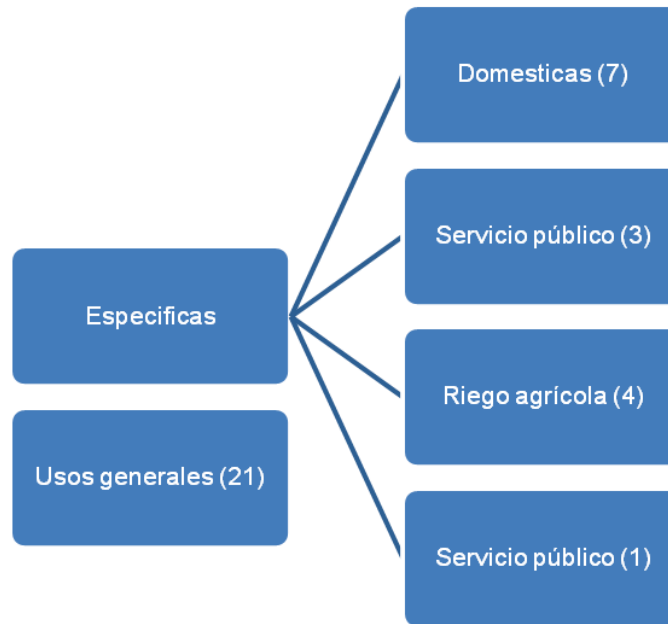 Especificas
Usos generales (21)
Domesticas (7)
Servicio público (3)
Riego agrícola (4)
Servicio público (1)